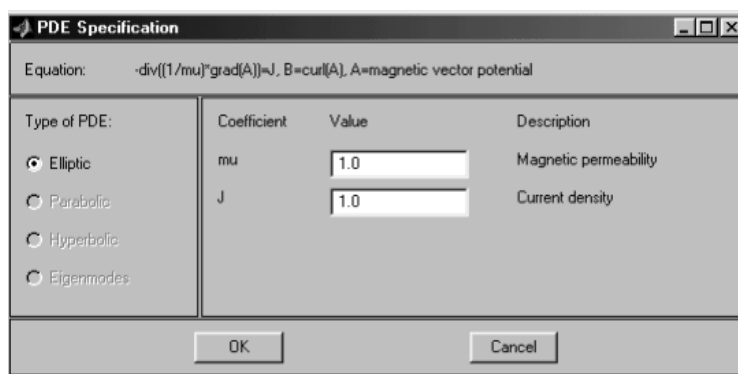 PDE Specification
Equation: -div((1/mu)*grad(A))=J, B=curl(A), A=magnetic vector potential
Type of PDE:
Elliptic
Parabolic
Hyperbolic
Eigenmodes
Coefficient Value Description
mu 1.0 Magnetic permeability
J 1.0 Current density
OK Cancel